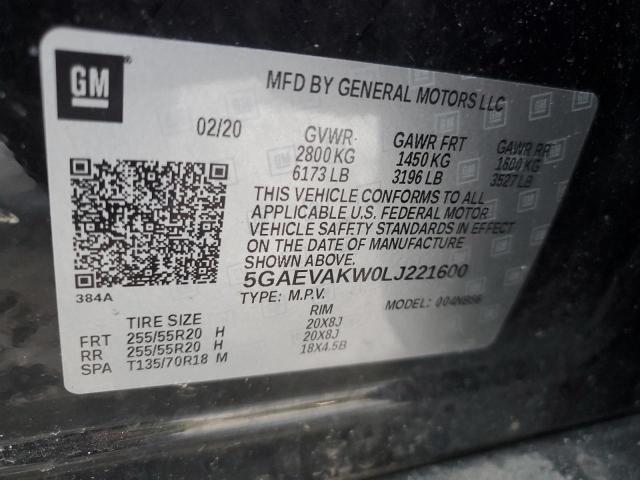 GM
MFD BY GENERAL MOTORS LLC
02/20 GVWR GAWR FRT GAWR RR
2800 KG 1450 KG 1600 KG
6173 LB 3196 LB 3527 LB
THIS VEHICLE CONFORMS TO ALL
APPLICABLE U.S. FEDERAL MOTOR
VEHICLE SAFETY STANDARDS IN EFFECT
ON THE DATE OF MANUFACTURE
SHOWN ABOVE.
384A
5GAEVAKW0LJ221600
TYPE: M.P.V. MODEL:
TIRE SIZE RIM
FRT 255/55R20 H 20X8J
RR 255/55R20 H 20X8J
SPA T135/70R18 M 18X4.5B